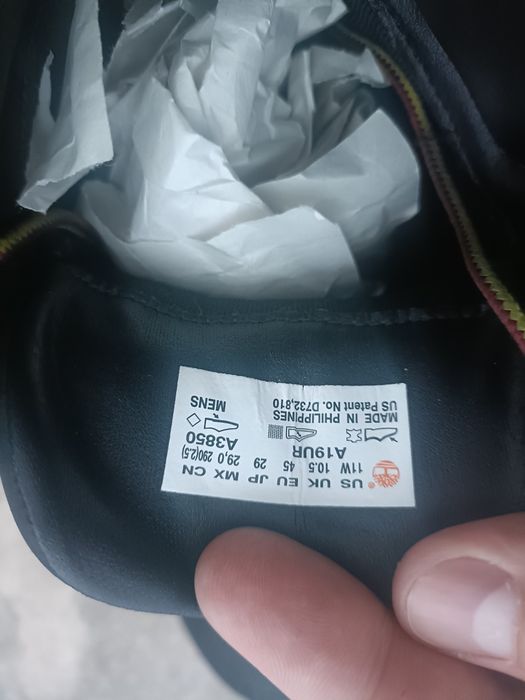 US UK EU JP MX CN
11W 10.5 45 29 29,0 290(2.5)
A19UR A3850
MENS
MADE IN PHILIPPINES
US Patent No. D732,810